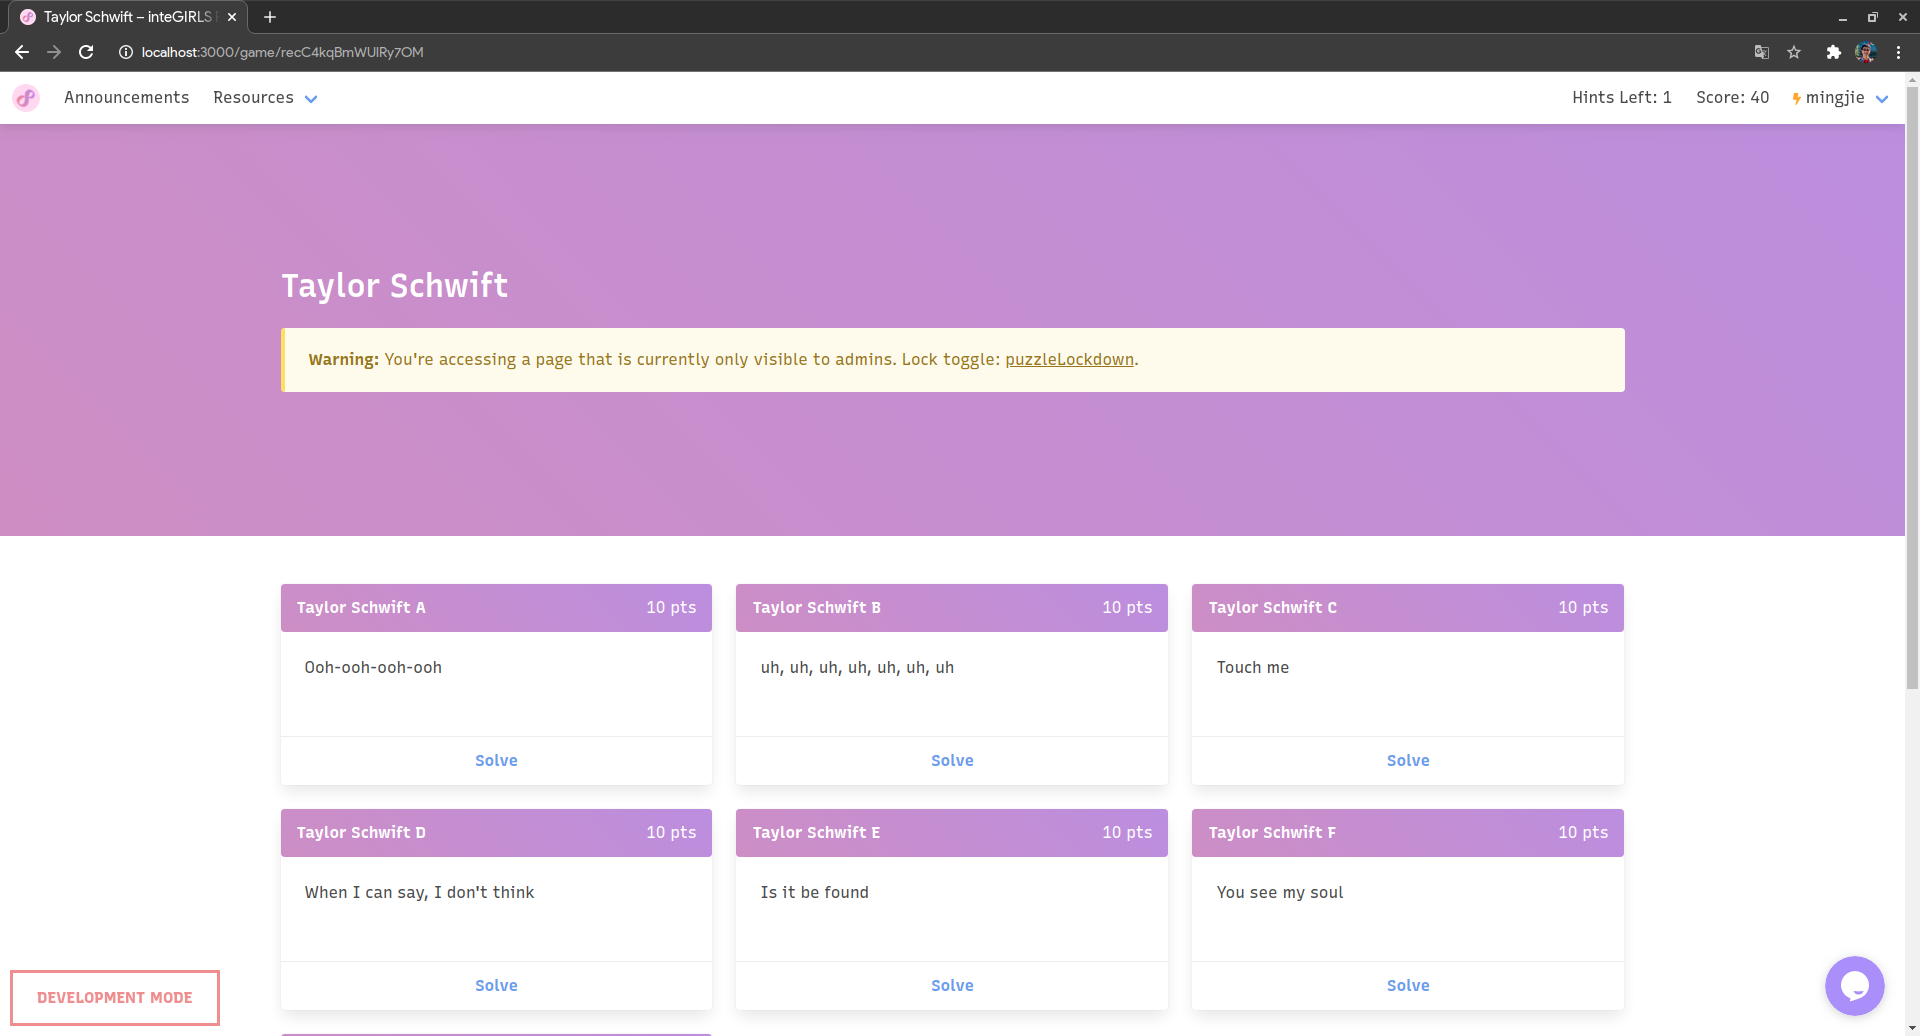 Taylor Schwift – inteGIRLS
localhost:3000/game/recC4kqBmWUIRy7OM
Announcements Resources Hints Left: 1 Score: 40 mingjie
Taylor Schwift
Warning: You're accessing a page that is currently only visible to admins. Lock toggle: puzzleLockdown.
Taylor Schwift A 10 pts
Ooh-ooh-ooh-ooh
Solve
Taylor Schwift B 10 pts
uh, uh, uh, uh, uh, uh, uh
Solve
Taylor Schwift C 10 pts
Touch me
Solve
Taylor Schwift D 10 pts
When I can say, I don't think
Solve
Taylor Schwift E 10 pts
Is it be found
Solve
Taylor Schwift F 10 pts
You see my soul
Solve
DEVELOPMENT MODE